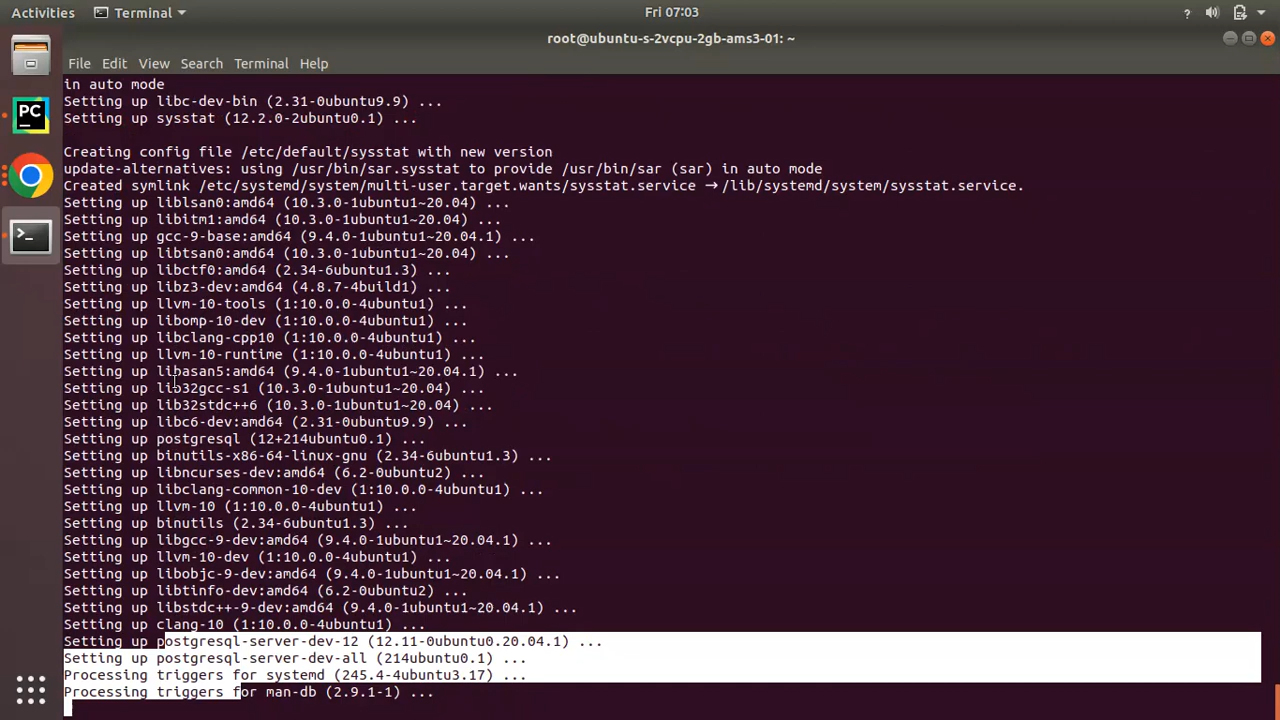 Activities
Terminal
Fri 07:03
?
root@ubuntu-s-2vcpu-2gb-ams3-01: ~
File Edit View Search Terminal Help
PC
in auto mode
Setting up libc-dev-bin (2.31-0ubuntu9.9) ...
Setting up sysstat (12.2.0-2ubuntu0.1) ...
Creating config file /etc/default/sysstat with new version
update-alternatives: using /usr/bin/sar.sysstat to provide /usr/bin/sar (sar) in auto mode
Created symlink /etc/systemd/system/multi-user.target.wants/sysstat.service → /lib/systemd/system/sysstat.service.
Setting up liblsan0:amd64 (10.3.0-1ubuntu1~20.04) ...
Setting up libitm1:amd64 (10.3.0-1ubuntu1~20.04) ...
Setting up gcc-9-base:amd64 (9.4.0-1ubuntu1~20.04.1) ...
Setting up libtsan0:amd64 (10.3.0-1ubuntu1~20.04) ...
Setting up libctf0:amd64 (2.34-6ubuntu1.3) ...
Setting up libz3-dev:amd64 (4.8.7-4build1) ...
Setting up llvm-10-tools (1:10.0.0-4ubuntu1) ...
Setting up libomp-10-dev (1:10.0.0-4ubuntu1) ...
Setting up libclang-cpp10 (1:10.0.0-4ubuntu1) ...
Setting up llvm-10-runtime (1:10.0.0-4ubuntu1) ...
Setting up libasan5:amd64 (9.4.0-1ubuntu1~20.04.1) ...
Setting up lib32gcc-s1 (10.3.0-1ubuntu1~20.04) ...
Setting up lib32stdc++6 (10.3.0-1ubuntu1~20.04) ...
Setting up libc6-dev:amd64 (2.31-0ubuntu9.9) ...
Setting up postgresql (12+214ubuntu0.1) ...
Setting up binutils-x86-64-linux-gnu (2.34-6ubuntu1.3) ...
Setting up libncurses-dev:amd64 (6.2-0ubuntu2) ...
Setting up libclang-common-10-dev (1:10.0.0-4ubuntu1) ...
Setting up llvm-10 (1:10.0.0-4ubuntu1) ...
Setting up binutils (2.34-6ubuntu1.3) ...
Setting up libgcc-9-dev:amd64 (9.4.0-1ubuntu1~20.04.1) ...
Setting up llvm-10-dev (1:10.0.0-4ubuntu1) ...
Setting up libobjc-9-dev:amd64 (9.4.0-1ubuntu1~20.04.1) ...
Setting up libtinfo-dev:amd64 (6.2-0ubuntu2) ...
Setting up libstdc++-9-dev:amd64 (9.4.0-1ubuntu1~20.04.1) ...
Setting up clang-10 (1:10.0.0-4ubuntu1) ...
Setting up postgresql-server-dev-12 (12.11-0ubuntu0.20.04.1) ...
Setting up postgresql-server-dev-all (214ubuntu0.1) ...
Processing triggers for systemd (245.4-4ubuntu3.17) ...
Processing triggers for man-db (2.9.1-1) ...